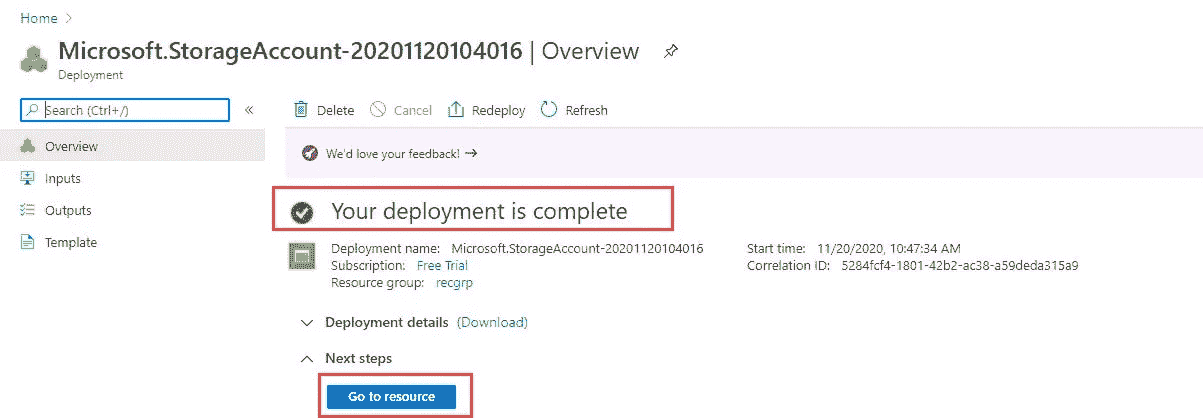 Home >
Microsoft.StorageAccount-20201120104016 | Overview
Deployment
Search (Ctrl+/)
«
Delete Cancel Redeploy Refresh
Overview
Inputs
Outputs
Template
We'd love your feedback! →
Your deployment is complete
Deployment name: Microsoft.StorageAccount-20201120104016
Subscription: Free Trial
Resource group: recgrp
Start time: 11/20/2020, 10:47:34 AM
Correlation ID: 5284fcf4-1801-42b2-ac38-a59deda315a9
Deployment details (Download)
Next steps
Go to resource